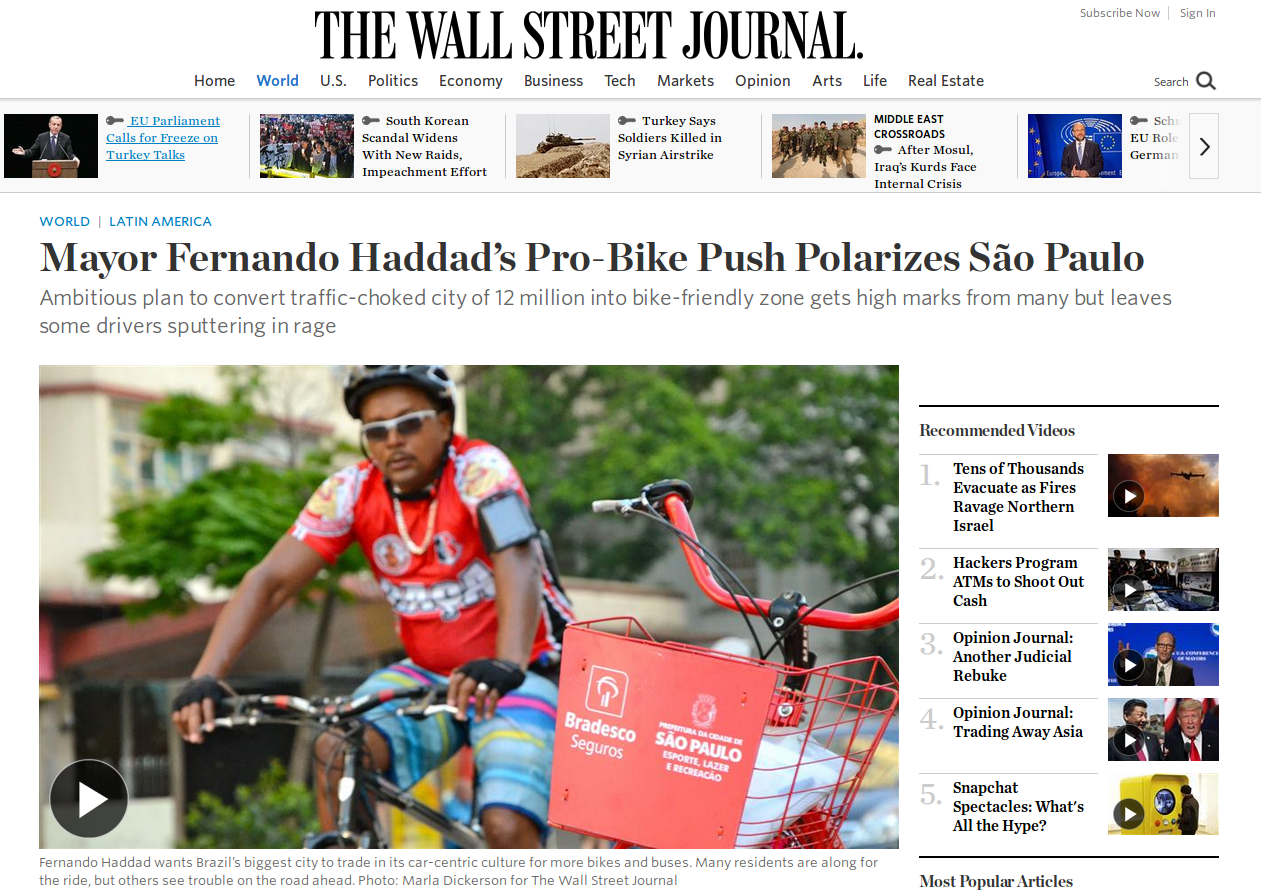 Subscribe Now
Sign In
THE WALL STREET JOURNAL.
Home World U.S. Politics Economy Business Tech Markets Opinion Arts Life Real Estate
Search
EU Parliament
Calls for Freeze on
Turkey Talks
South Korean
Scandal Widens
With New Raids,
Impeachment Effort
Turkey Says
Soldiers Killed in
Syrian Airstrike
MIDDLE EAST
CROSSROADS
After Mosul,
Iraq's Kurds Face
Internal Crisis
EU Role
German
WORLD | LATIN AMERICA
Mayor Fernando Haddad's Pro-Bike Push Polarizes São Paulo
Ambitious plan to convert traffic-choked city of 12 million into bike-friendly zone gets high marks from many but leaves
some drivers sputtering in rage
Bradesco
Seguros
PREFEITURA DA CIDADE DE
SÃO PAULO
ESPORTE, LAZER
E RECREAÇÃO
Fernando Haddad wants Brazil's biggest city to trade in its car-centric culture for more bikes and buses. Many residents are along for
the ride, but others see trouble on the road ahead. Photo: Marla Dickerson for The Wall Street Journal
Recommended Videos
1. Tens of Thousands
Evacuate as Fires
Ravage Northern
Israel
2. Hackers Program
ATMs to Shoot Out
Cash
3. Opinion Journal:
Another Judicial
Rebuke
U.S. CONFERENCE
OF MAYORS
4. Opinion Journal:
Trading Away Asia
5. Snapchat
Spectacles: What's
All the Hype?
Most Popular Articles